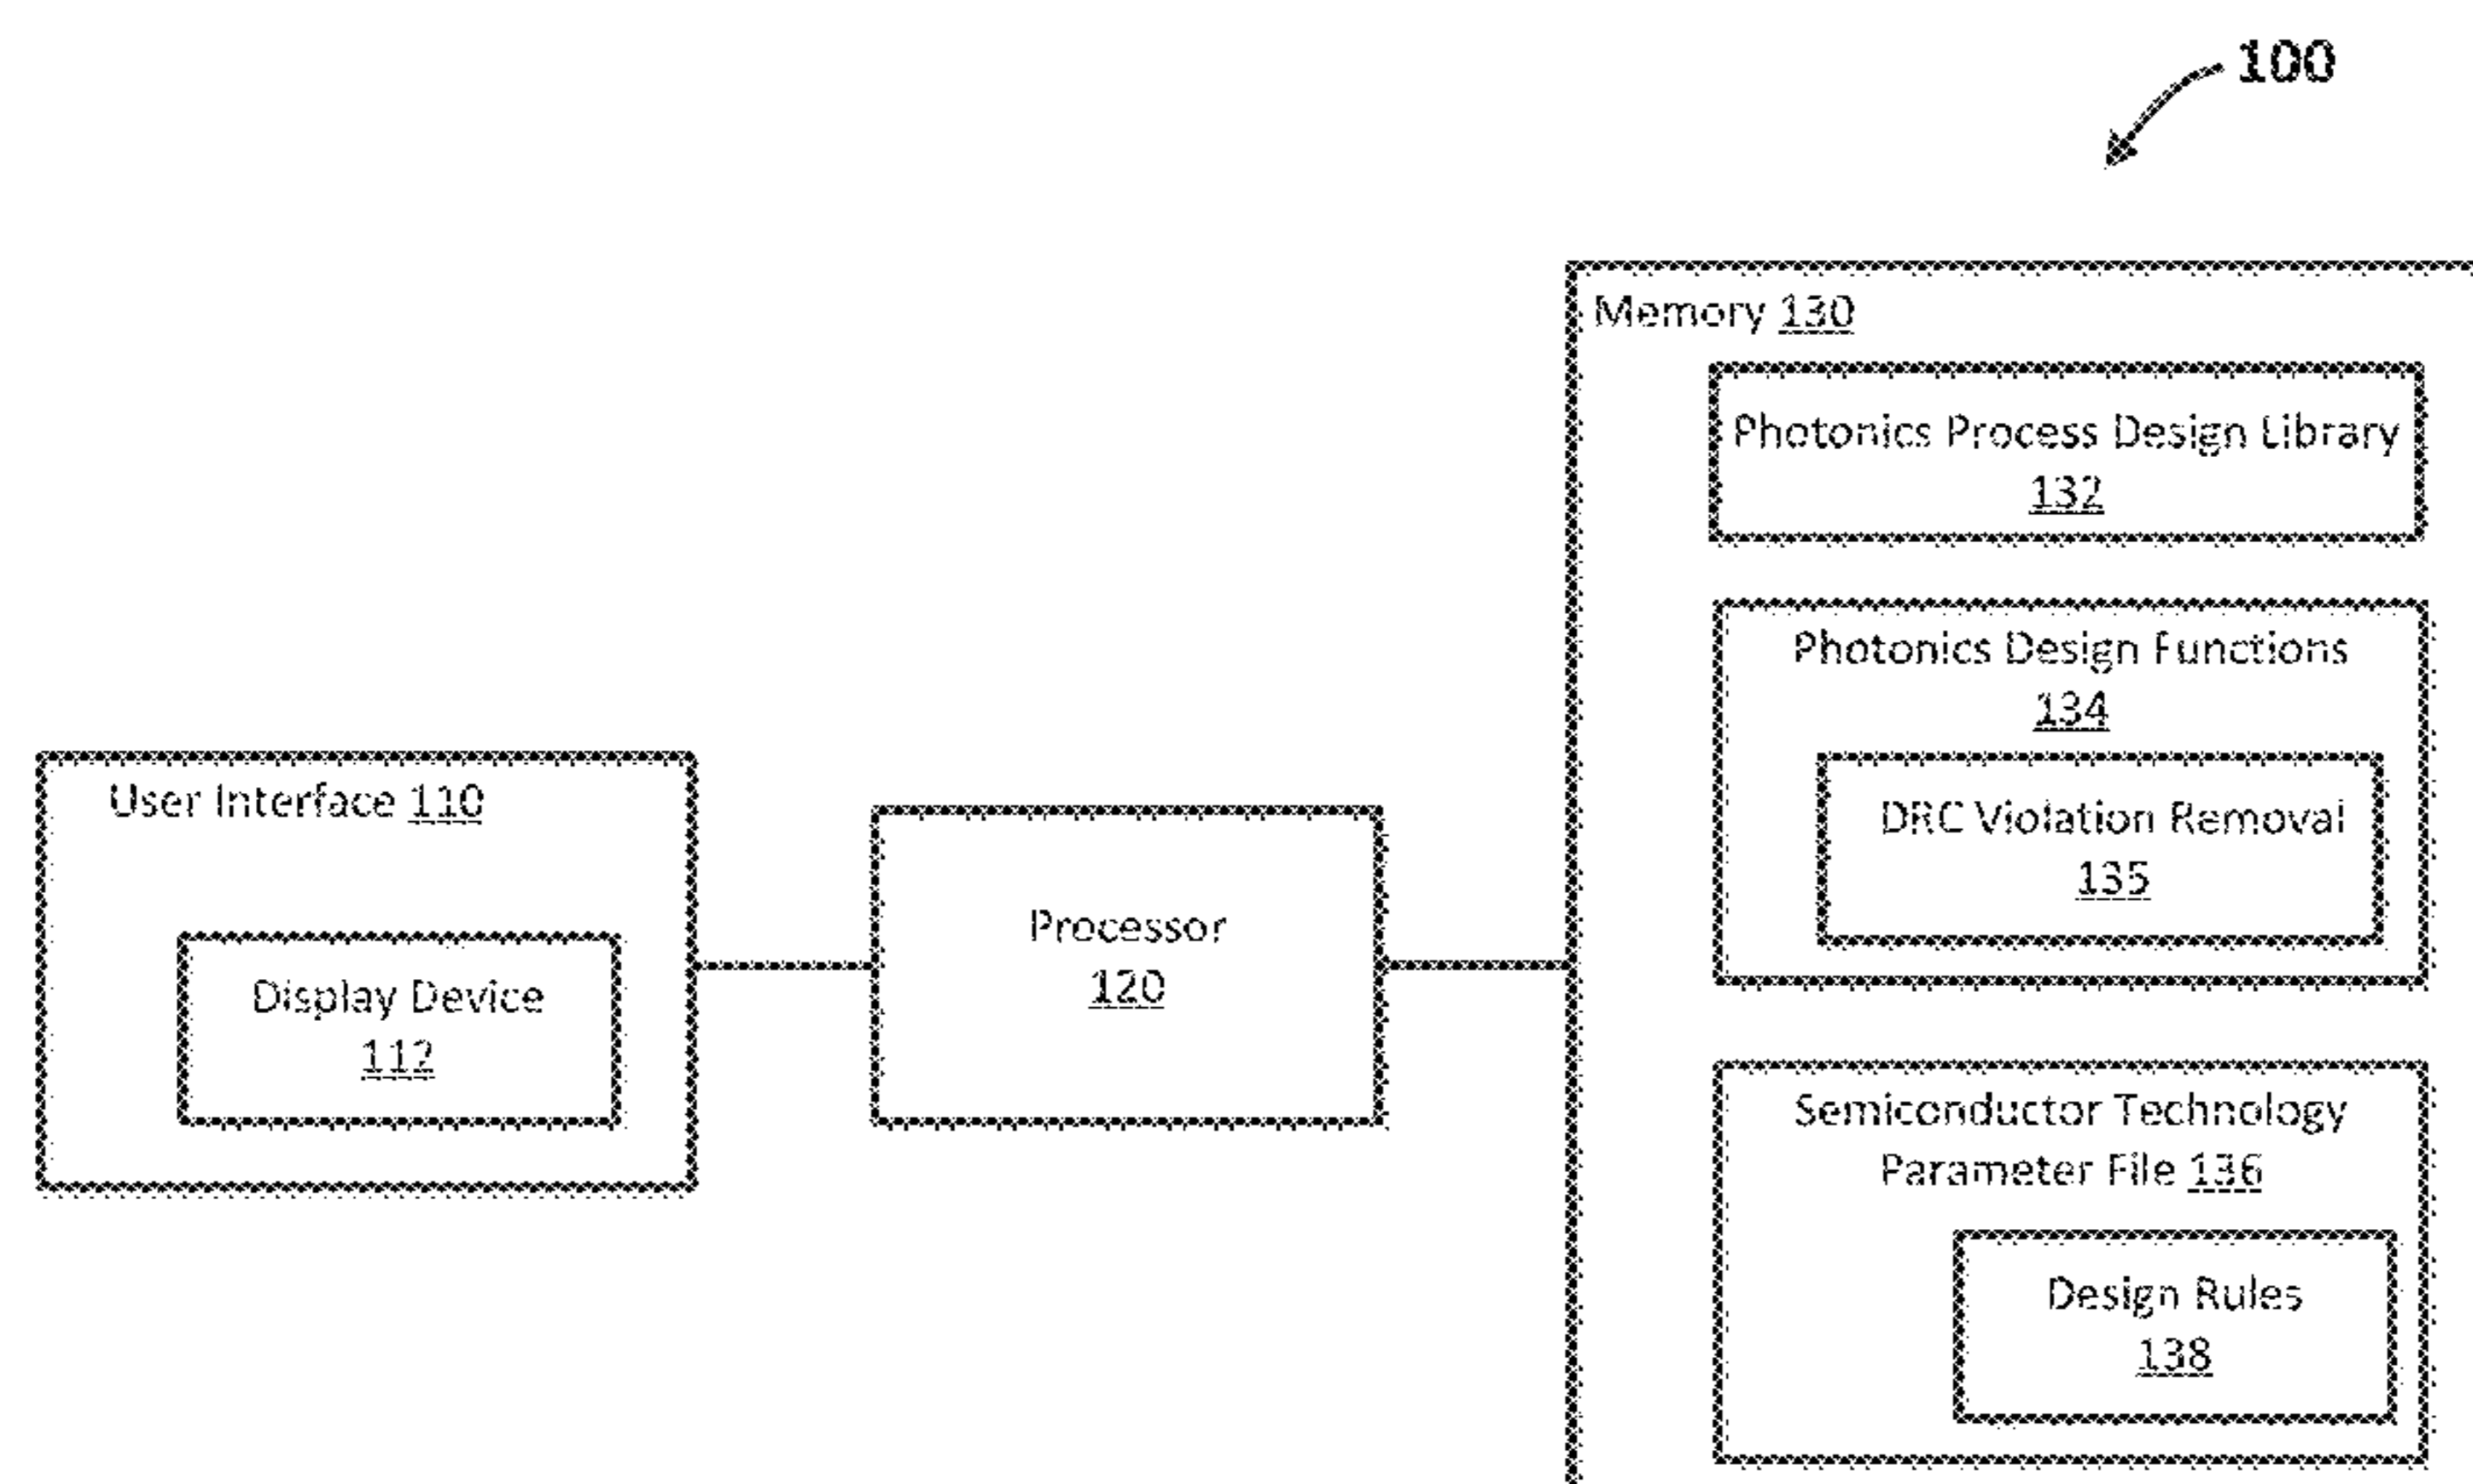 100
Memory 130
Photonics Process Design Library
132
Photonics Design Functions
134
DRC Violation Removal
135
User Interface 110
Display Device
112
Processor
120
Semiconductor Technology
Parameter File 136
Design Rules
138